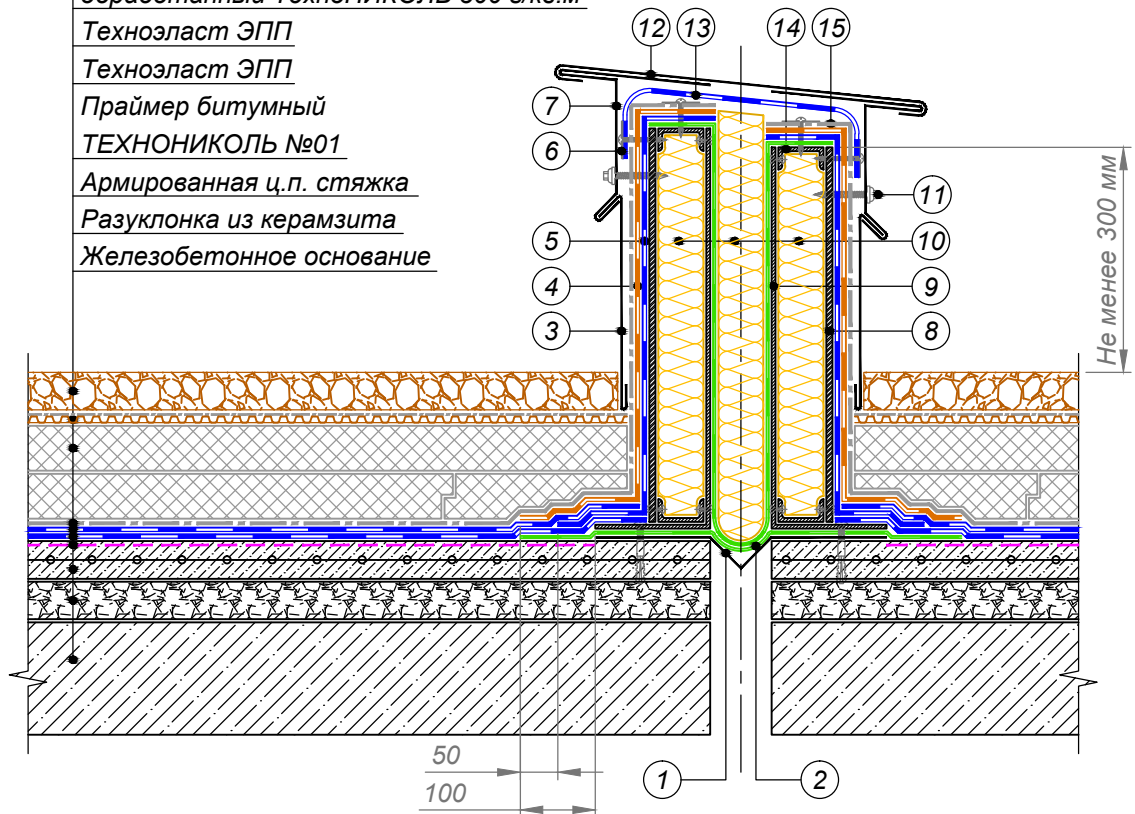 Техноэласт ЭПП
Техноэласт ЭПП
Праймер битумный
ТЕХНОНИКОЛЬ №01
Армированная ц.п. стяжка
Разуклонка из керамзита
Железобетонное основание
12
13
14
15
7
6
11
5
10
4
9
3
8
Не менее 300 мм
50
100
1
2